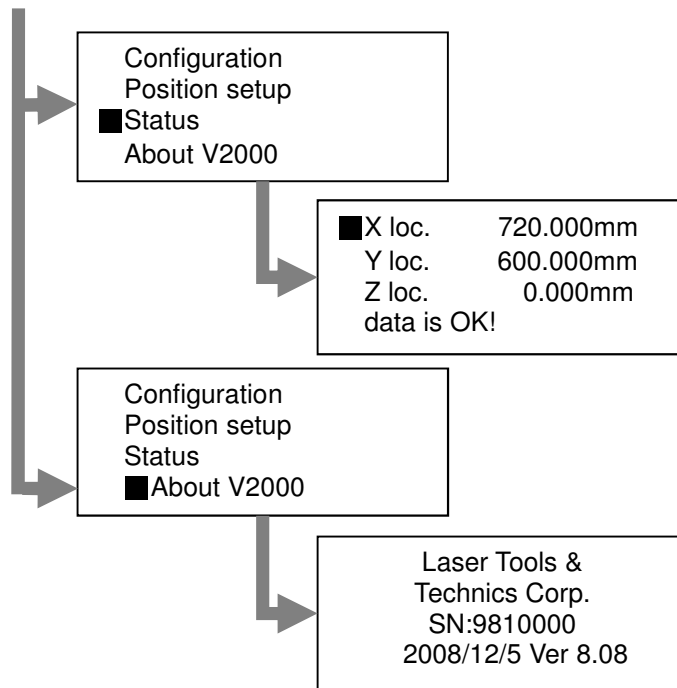 Configuration
Position setup
Status
About V2000
X loc. 720.000mm
Y loc. 600.000mm
Z loc. 0.000mm
data is OK!
Configuration
Position setup
Status
About V2000
Laser Tools &
Technics Corp.
SN:9810000
2008/12/5 Ver 8.08